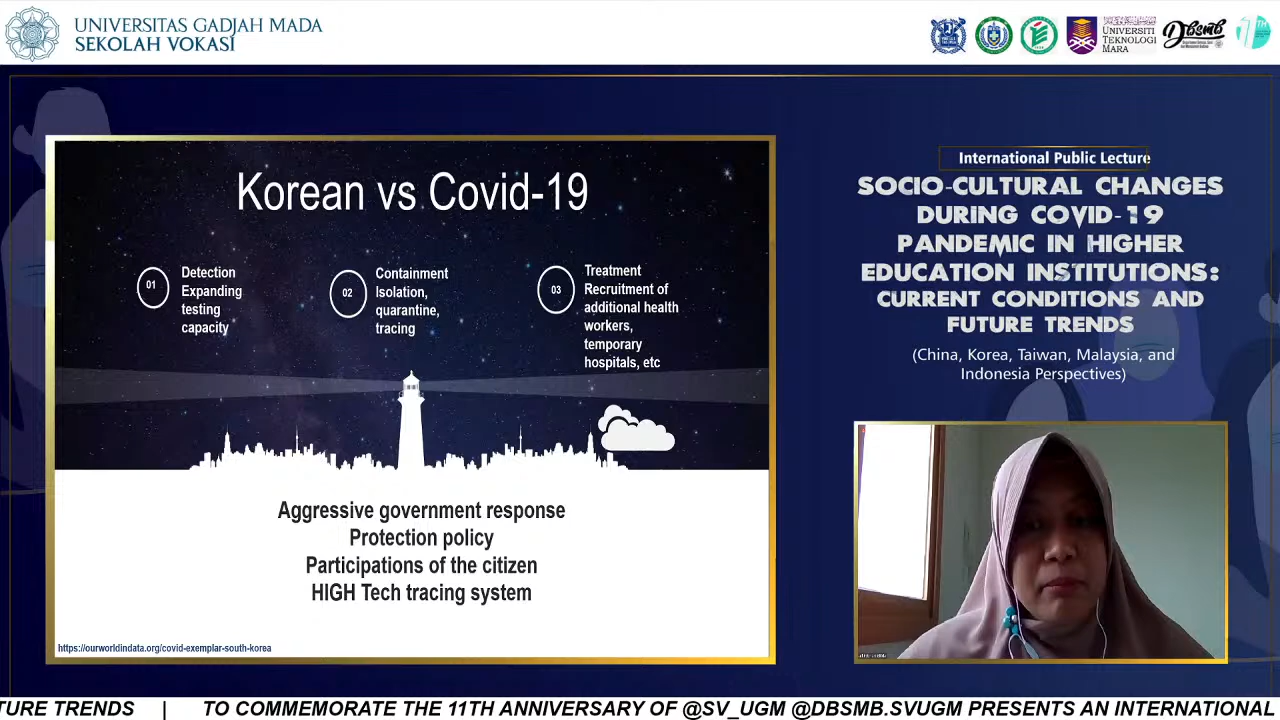 UNIVERSITAS GADJAH MADA
SEKOLAH VOKASI
UNIVERSITI
TEKNOLOGI
MARA
Dbsmb
International Public Lecture
SOCIO-CULTURAL CHANGES
DURING COVID-19
PANDEMIC IN HIGHER
EDUCATION INSTITUTIONS:
CURRENT CONDITIONS AND
FUTURE TRENDS
(China, Korea, Taiwan, Malaysia, and
Indonesia Perspectives)
Korean vs Covid-19
01
Detection
Expanding
testing
capacity
02
Containment
Isolation,
quarantine,
tracing
03
Treatment
Recruitment of
additional health
workers,
temporary
hospitals, etc
Aggressive government response
Protection policy
Participations of the citizen
HIGH Tech tracing system
https://ourworldindata.org/covid-exemplar-south-korea
TURE TRENDS | TO COMMEMORATE THE 11TH ANNIVERSARY OF @SV_UGM @DBSMB.SVUGM PRESENTS AN INTERNATIONAL